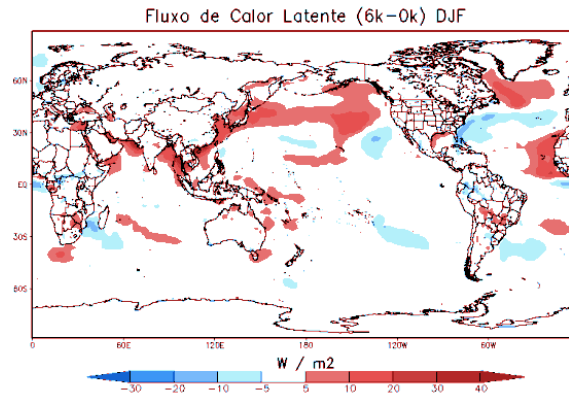 Fluxo de Calor Latente (6k-0k) DJF
60N
30N
EQ
30S
60S
0 60E 120E 180 120W 60W
W / m2
-30 -20 -10 -5 5 10 20 30 40